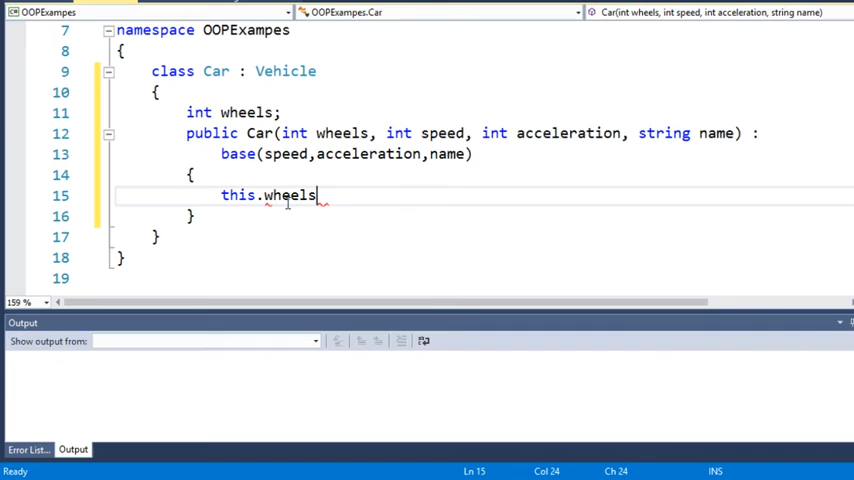 OOPExampes OOPExampes.Car Car(int wheels, int speed, int acceleration, string name)
7 namespace OOPExampes
8 {
9 class Car : Vehicle
10 {
11 int wheels;
12 public Car(int wheels, int speed, int acceleration, string name) :
13 base(speed,acceleration,name)
14 {
15 this.wheels
16 }
17 }
18 }
19
159 %
Output
Show output from:
Error List... Output
Ready Ln 15 Col 24 Ch 24 INS